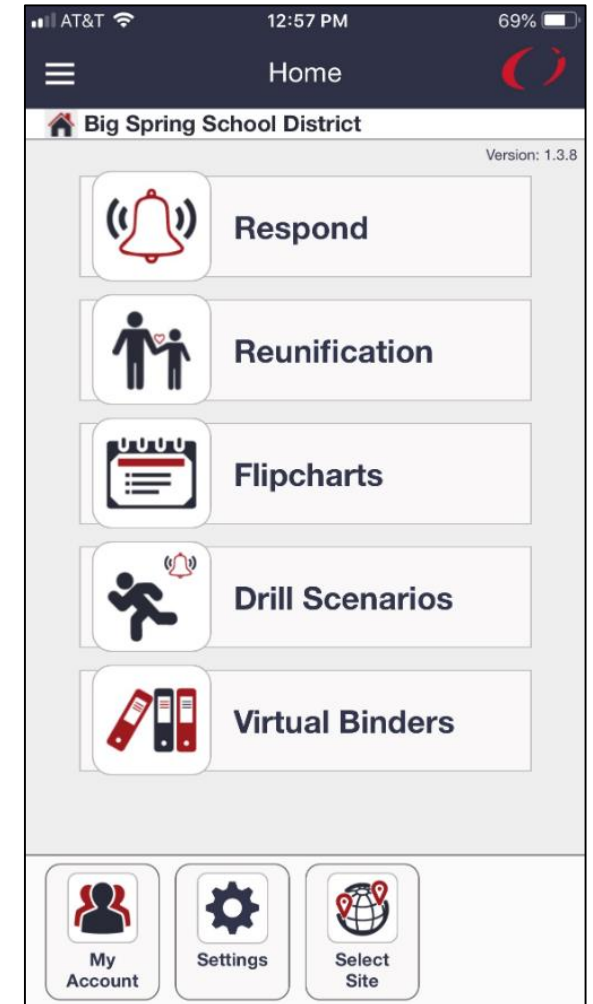 AT&T 12:57 PM 69%
Home
Big Spring School District
Version: 1.3.8
Respond
Reunification
Flipcharts
Drill Scenarios
Virtual Binders
My
Account
Settings
Select
Site